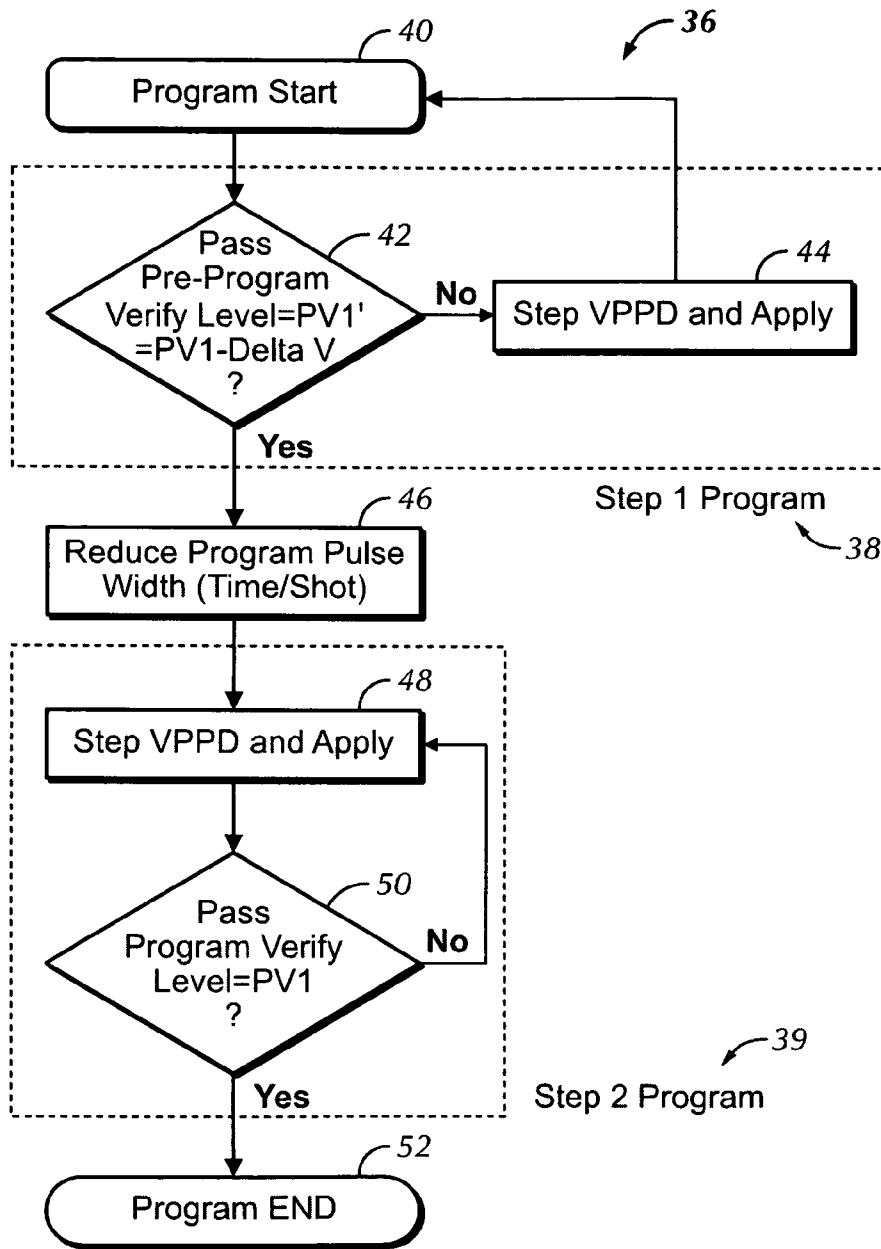 40
36
Program Start
42
Pass
Pre-Program
Verify Level=PV1'
=PV1-Delta V
?
No
44
Step VPPD and Apply
Yes
Step 1 Program
38
46
Reduce Program Pulse
Width (Time/Shot)
48
Step VPPD and Apply
50
Pass
Program Verify
Level=PV1
?
No
39
Yes
Step 2 Program
52
Program END